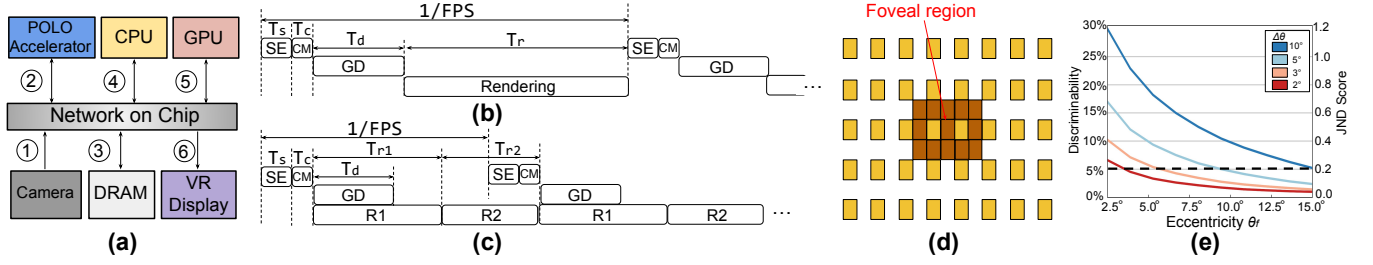 POLO
Accelerator
CPU
GPU
②
④
⑤
Network on Chip
①
③
⑥
Camera
DRAM
VR
Display
(a)
1/FPS
Ts Tc Td Tr
SE CM SE CM
GD GD
Rendering ...
(b)
1/FPS
Tr1 Tr2
Ts Tc Td
SE CM SE CM
GD GD
R1 R2 R1 R2 ...
(c)
Foveal region
(d)
30%
25%
20%
15%
10%
5%
0%
Discriminability
Δθ
10°
5°
3°
2°
1.2
1.0
0.8
0.6
0.4
0.2
0.0
JND Score
2.5° 5.0° 7.5° 10.0° 12.5° 15.0°
Eccentricity θf
(e)